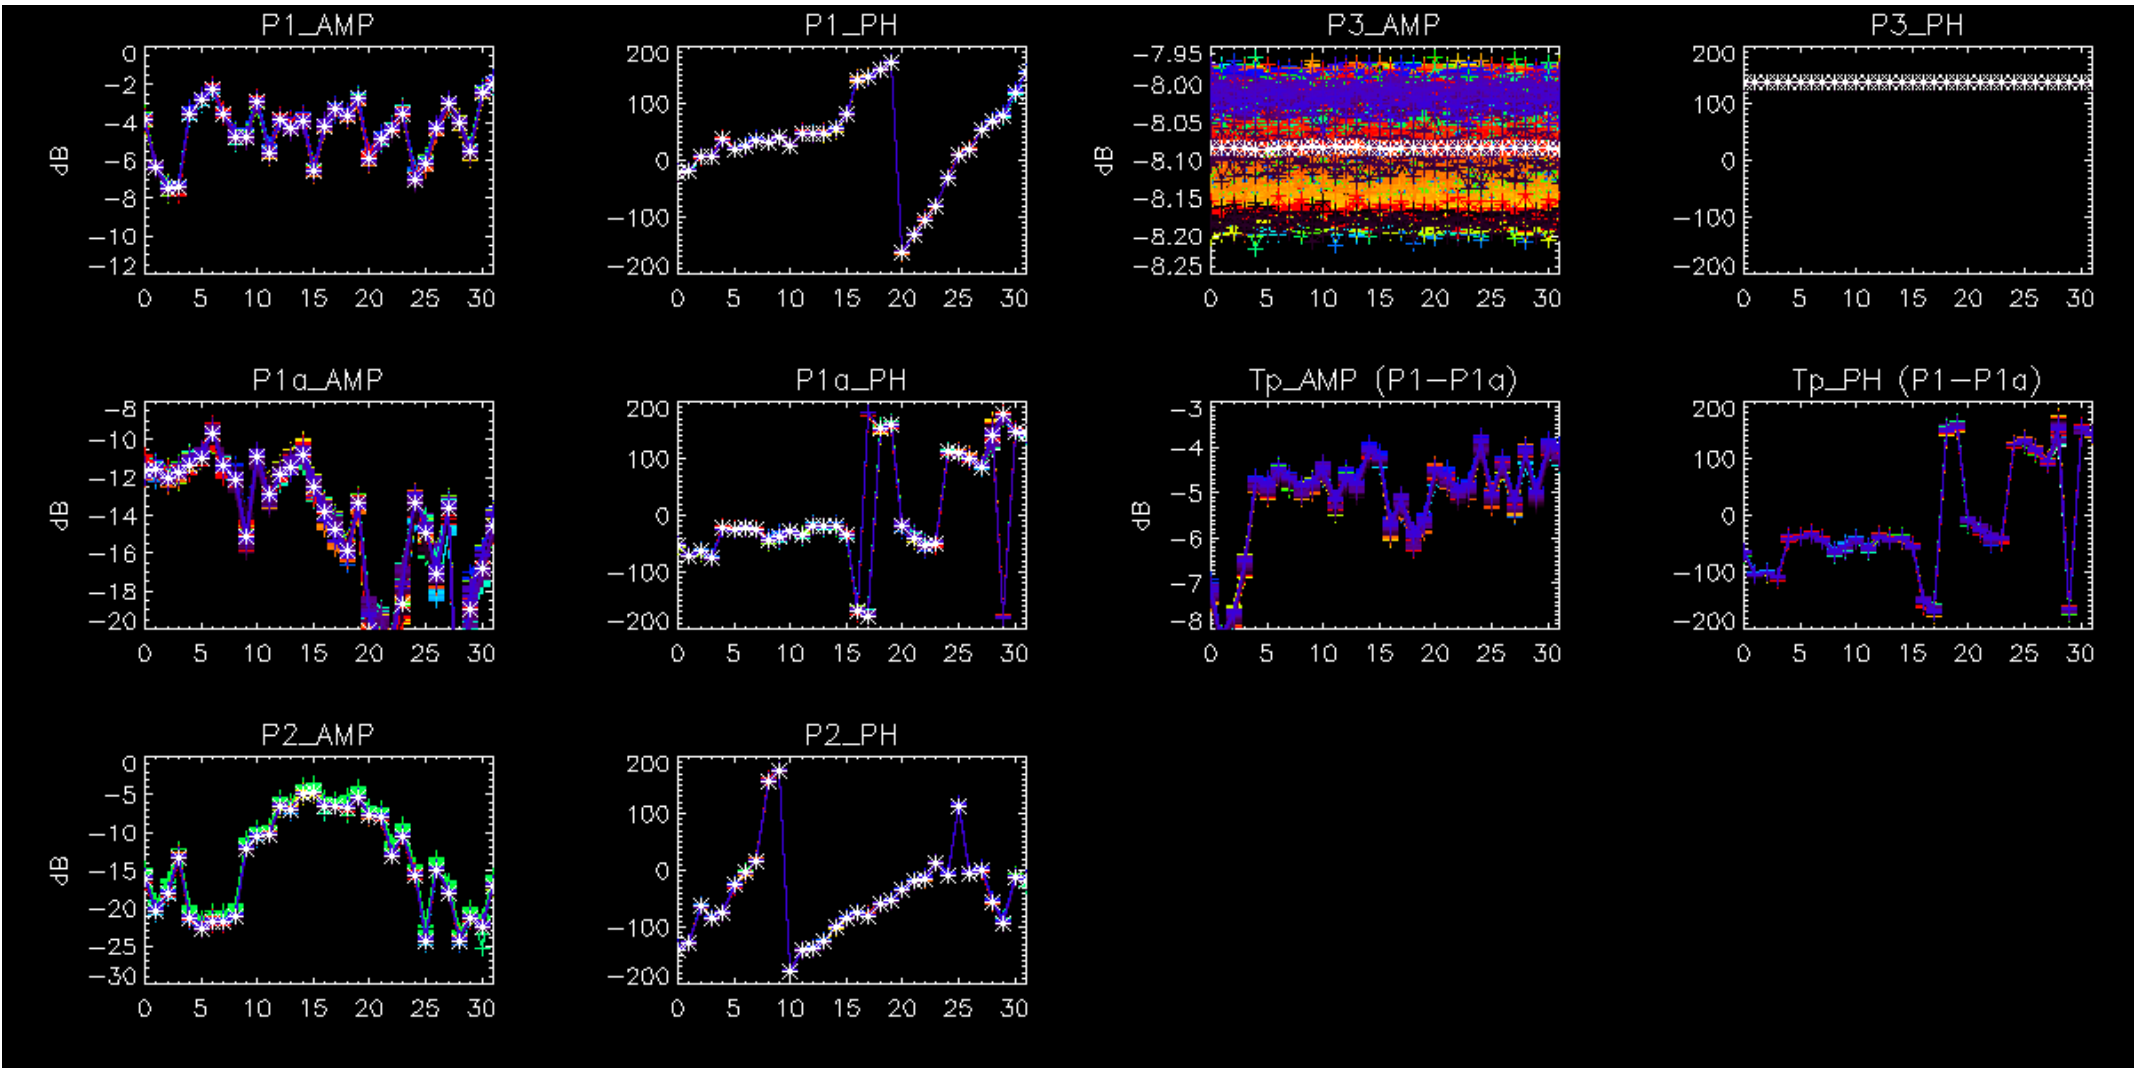 P1_AMP
P1_PH
P3_AMP
P3_PH
0
−2
−4
−6
−8
−10
−12
dB
0 5 10 15 20 25 30
200
100
0
−100
−200
0 5 10 15 20 25 30
−7.95
−8.00
−8.05
−8.10
−8.15
−8.20
−8.25
dB
0 5 10 15 20 25 30
200
100
0
−100
−200
0 5 10 15 20 25 30
P1a_AMP
P1a_PH
Tp_AMP (P1−P1a)
Tp_PH (P1−P1a)
−8
−10
−12
−14
−16
−18
−20
dB
0 5 10 15 20 25 30
200
100
0
−100
−200
0 5 10 15 20 25 30
−3
−4
−5
−6
−7
−8
dB
0 5 10 15 20 25 30
200
100
0
−100
−200
0 5 10 15 20 25 30
P2_AMP
P2_PH
0
−5
−10
−15
−20
−25
−30
dB
0 5 10 15 20 25 30
200
100
0
−100
−200
0 5 10 15 20 25 30